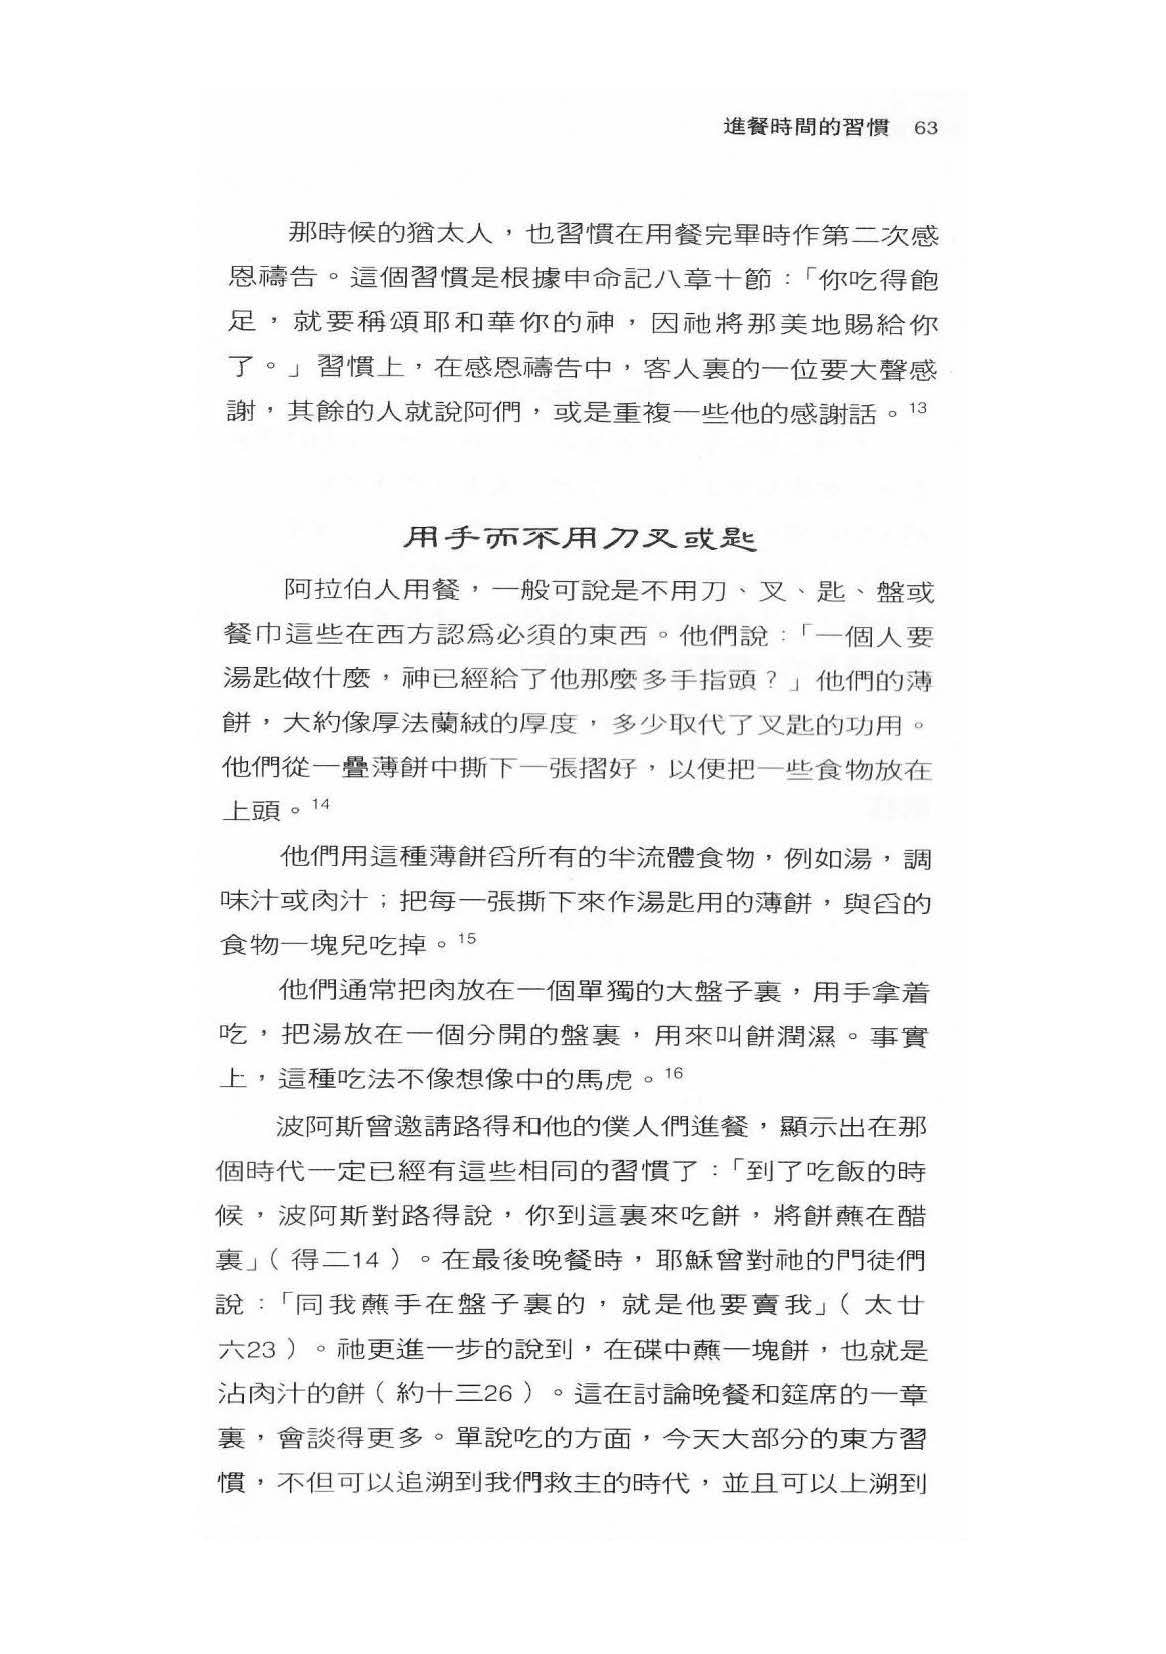 進餐時間的習慣 63
那時候的猶太人，也習慣在用餐完畢時作第二次感
恩禱告。這個習慣是根據申命記八章十節：「你吃得飽
足，就要稱頌耶和華你的神，因祂將那美地賜給你
了。」習慣上，在感恩禱告中，客人裏的一位要大聲感
謝，其餘的人就說阿們，或是重複一些他的感謝話。13
用手而不用刀叉或匙
阿拉伯人用餐，一般可說是不用刀、叉、匙、盤或
餐巾這些在西方認爲必須的東西。他們說：「一個人要
湯匙做什麼，神已經給了他那麼多手指頭？」他們的薄
餅，大約像厚法蘭絨的厚度，多少取代了叉匙的功用。
他們從一疊薄餅中撕下一張摺好，以便把一些食物放在
上頭。14
他們用這種薄餅舀所有的半流體食物，例如湯，調
味汁或肉汁；把每一張撕下來作湯匙用的薄餅，與舀的
食物一塊兒吃掉。15
他們通常把肉放在一個單獨的大盤子裏，用手拿着
吃，把湯放在一個分開的盤裏，用來叫餅潤濕。事實
上，這種吃法不像想像中的馬虎。16
波阿斯曾邀請路得和他的僕人們進餐，顯示出在那
個時代一定已經有這些相同的習慣了：「到了吃飯的時
候，波阿斯對路得說，你到這裏來吃餅，將餅蘸在醋
裏」（得二14）。在最後晚餐時，耶穌曾對祂的門徒們
說：「同我蘸手在盤子裏的，就是他要賣我」（太廿
六23）。祂更進一步的說到，在碟中蘸一塊餅，也就是
沾肉汁的餅（約十三26）。這在討論晚餐和筵席的一章
裏，會談得更多。單說吃的方面，今天大部分的東方習
慣，不但可以追溯到我們救主的時代，並且可以上溯到